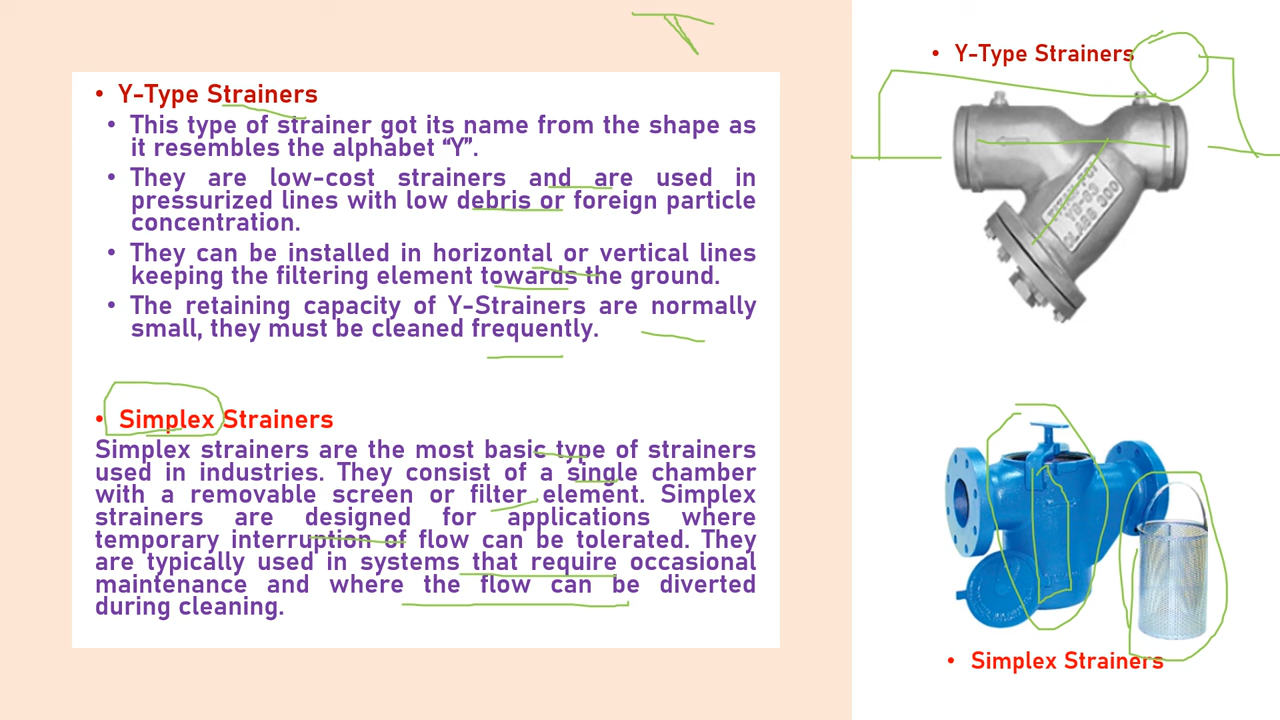 • Y-Type Strainers
• This type of strainer got its name from the shape as
it resembles the alphabet “Y”.
• They are low-cost strainers and are used in
pressurized lines with low debris or foreign particle
concentration.
• They can be installed in horizontal or vertical lines
keeping the filtering element towards the ground.
• The retaining capacity of Y-Strainers are normally
small, they must be cleaned frequently.
• Simplex Strainers
Simplex strainers are the most basic type of strainers
used in industries. They consist of a single chamber
with a removable screen or filter element. Simplex
strainers are designed for applications where
temporary interruption of flow can be tolerated. They
are typically used in systems that require occasional
maintenance and where the flow can be diverted
during cleaning.
• Y-Type Strainers
CLASS 300
• Simplex Strainers